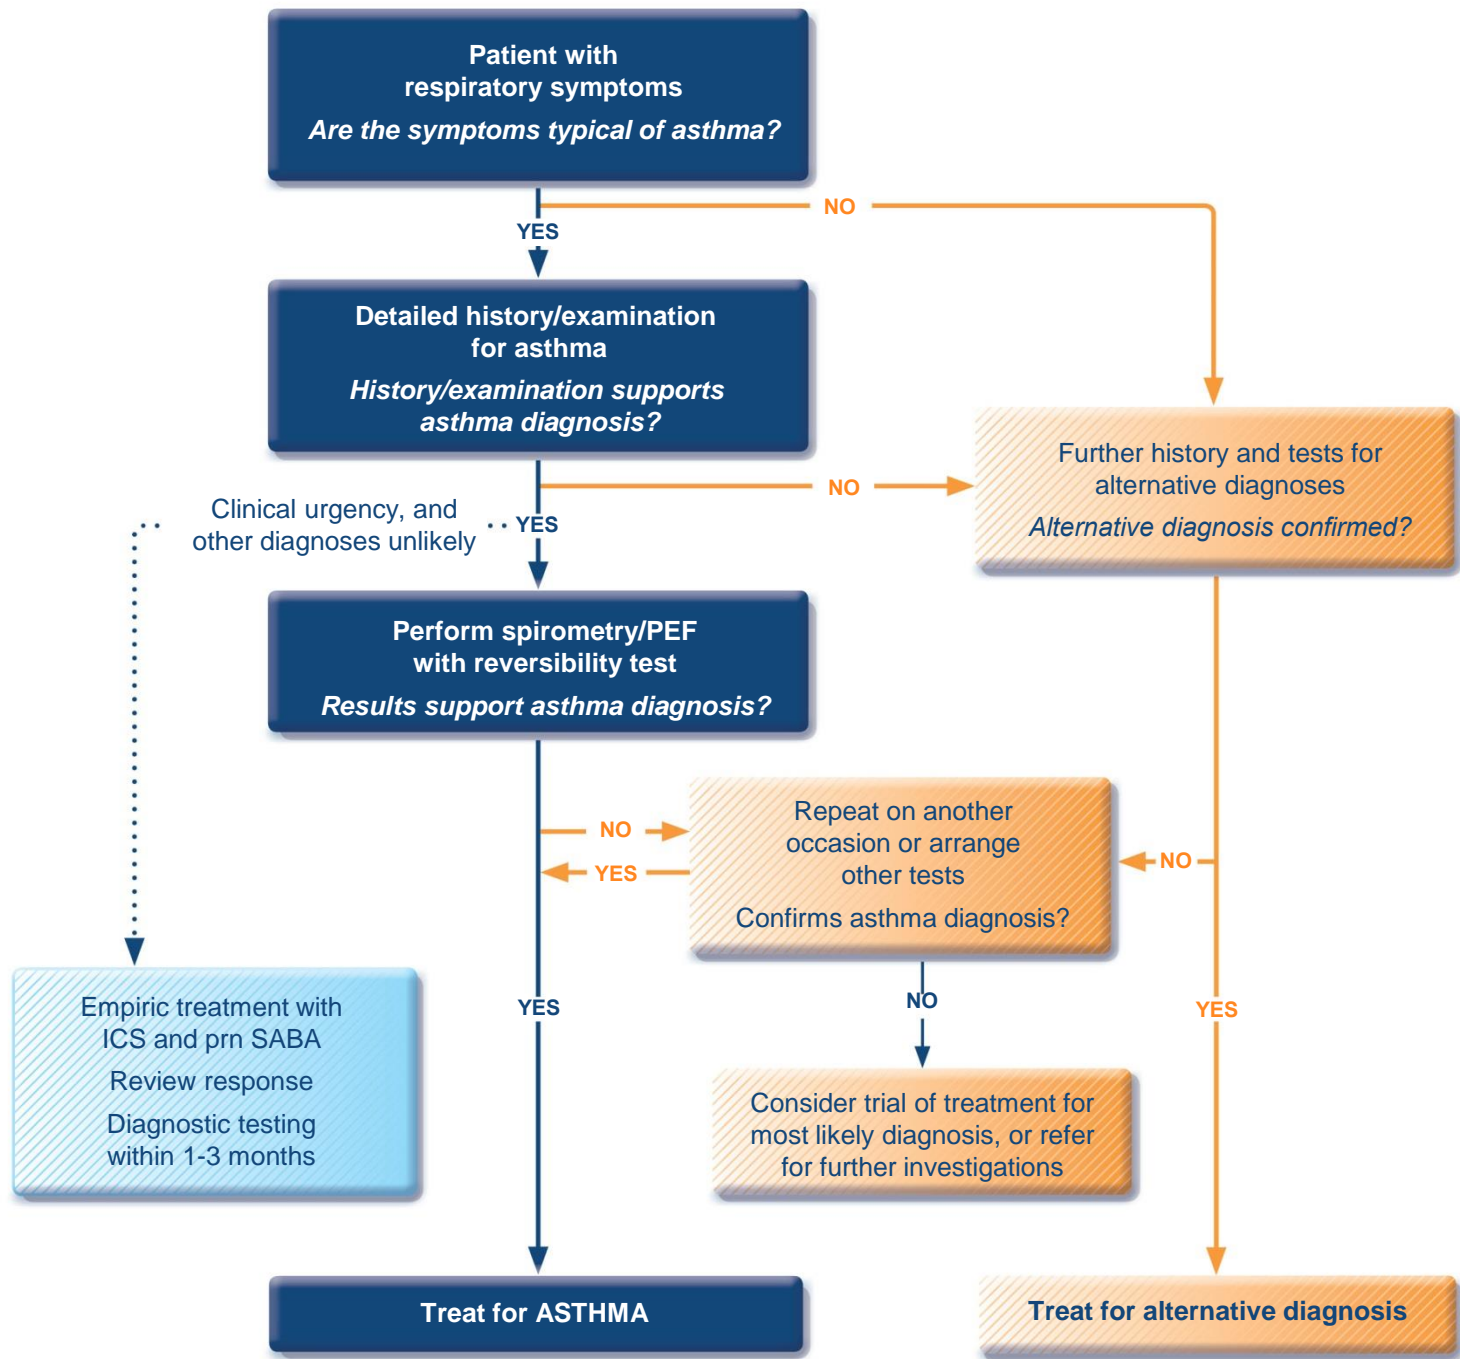 Patient with
respiratory symptoms
Are the symptoms typical of asthma?
NO
YES
Detailed history/examination
for asthma
History/examination supports
asthma diagnosis?
Further history and tests for
alternative diagnoses
Alternative diagnosis confirmed?
NO
Clinical urgency, and
other diagnoses unlikely
YES
Perform spirometry/PEF
with reversibility test
Results support asthma diagnosis?
Repeat on another
occasion or arrange
other tests
Confirms asthma diagnosis?
NO
YES
NO
Empiric treatment with
ICS and prn SABA
Review response
Diagnostic testing
within 1-3 months
YES
NO
YES
Consider trial of treatment for
most likely diagnosis, or refer
for further investigations
Treat for ASTHMA
Treat for alternative diagnosis